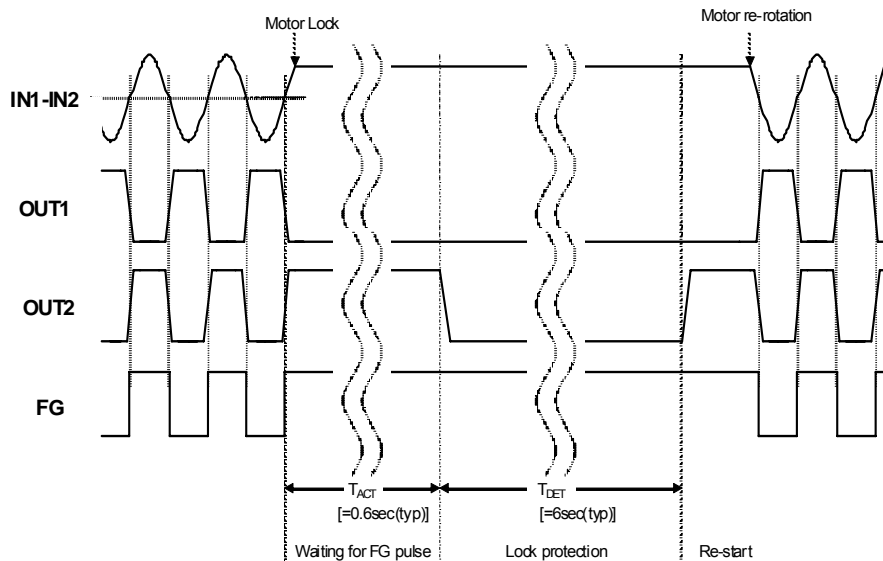 Motor Lock
Motor re-rotation
IN1-IN2
OUT1
OUT2
FG
TACT
TDET
[=0.6sec(typ)]
[=6sec(typ)]
Waiting for FG pulse
Lock protection
Re-start